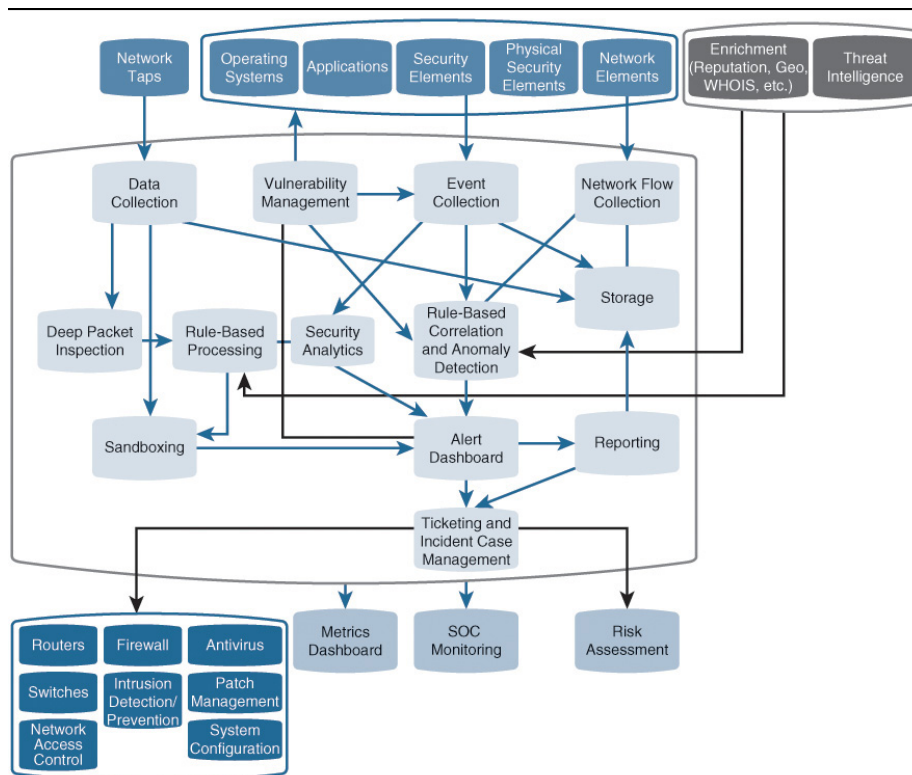 Network
Taps
Operating
Systems
Applications
Security
Elements
Physical
Security
Elements
Network
Elements
Enrichment
(Reputation, Geo,
WHOIS, etc.)
Threat
Intelligence
Data
Collection
Vulnerability
Management
Event
Collection
Network Flow
Collection
Storage
Deep Packet
Inspection
Rule-Based
Processing
Security
Analytics
Rule-Based
Correlation
and Anomaly
Detection
Sandboxing
Alert
Dashboard
Reporting
Ticketing and
Incident Case
Management
Metrics
Dashboard
SOC
Monitoring
Risk
Assessment
Routers
Firewall
Antivirus
Switches
Intrusion
Detection/
Prevention
Patch
Management
Network
Access
Control
System
Configuration